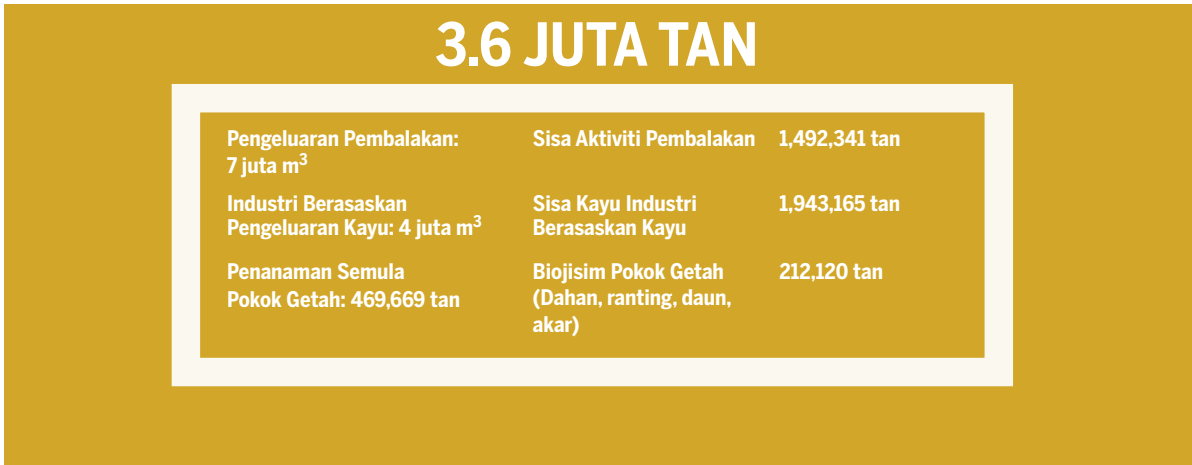 3.6 JUTA TAN
Pengeluaran Pembalakan:
7 juta m³
Sisa Aktiviti Pembalakan
1,492,341 tan
Industri Berasaskan
Pengeluaran Kayu: 4 juta m³
Sisa Kayu Industri
Berasaskan Kayu
1,943,165 tan
Penanaman Semula
Pokok Getah: 469,669 tan
Biojisim Pokok Getah
(Dahan, ranting, daun,
akar)
212,120 tan